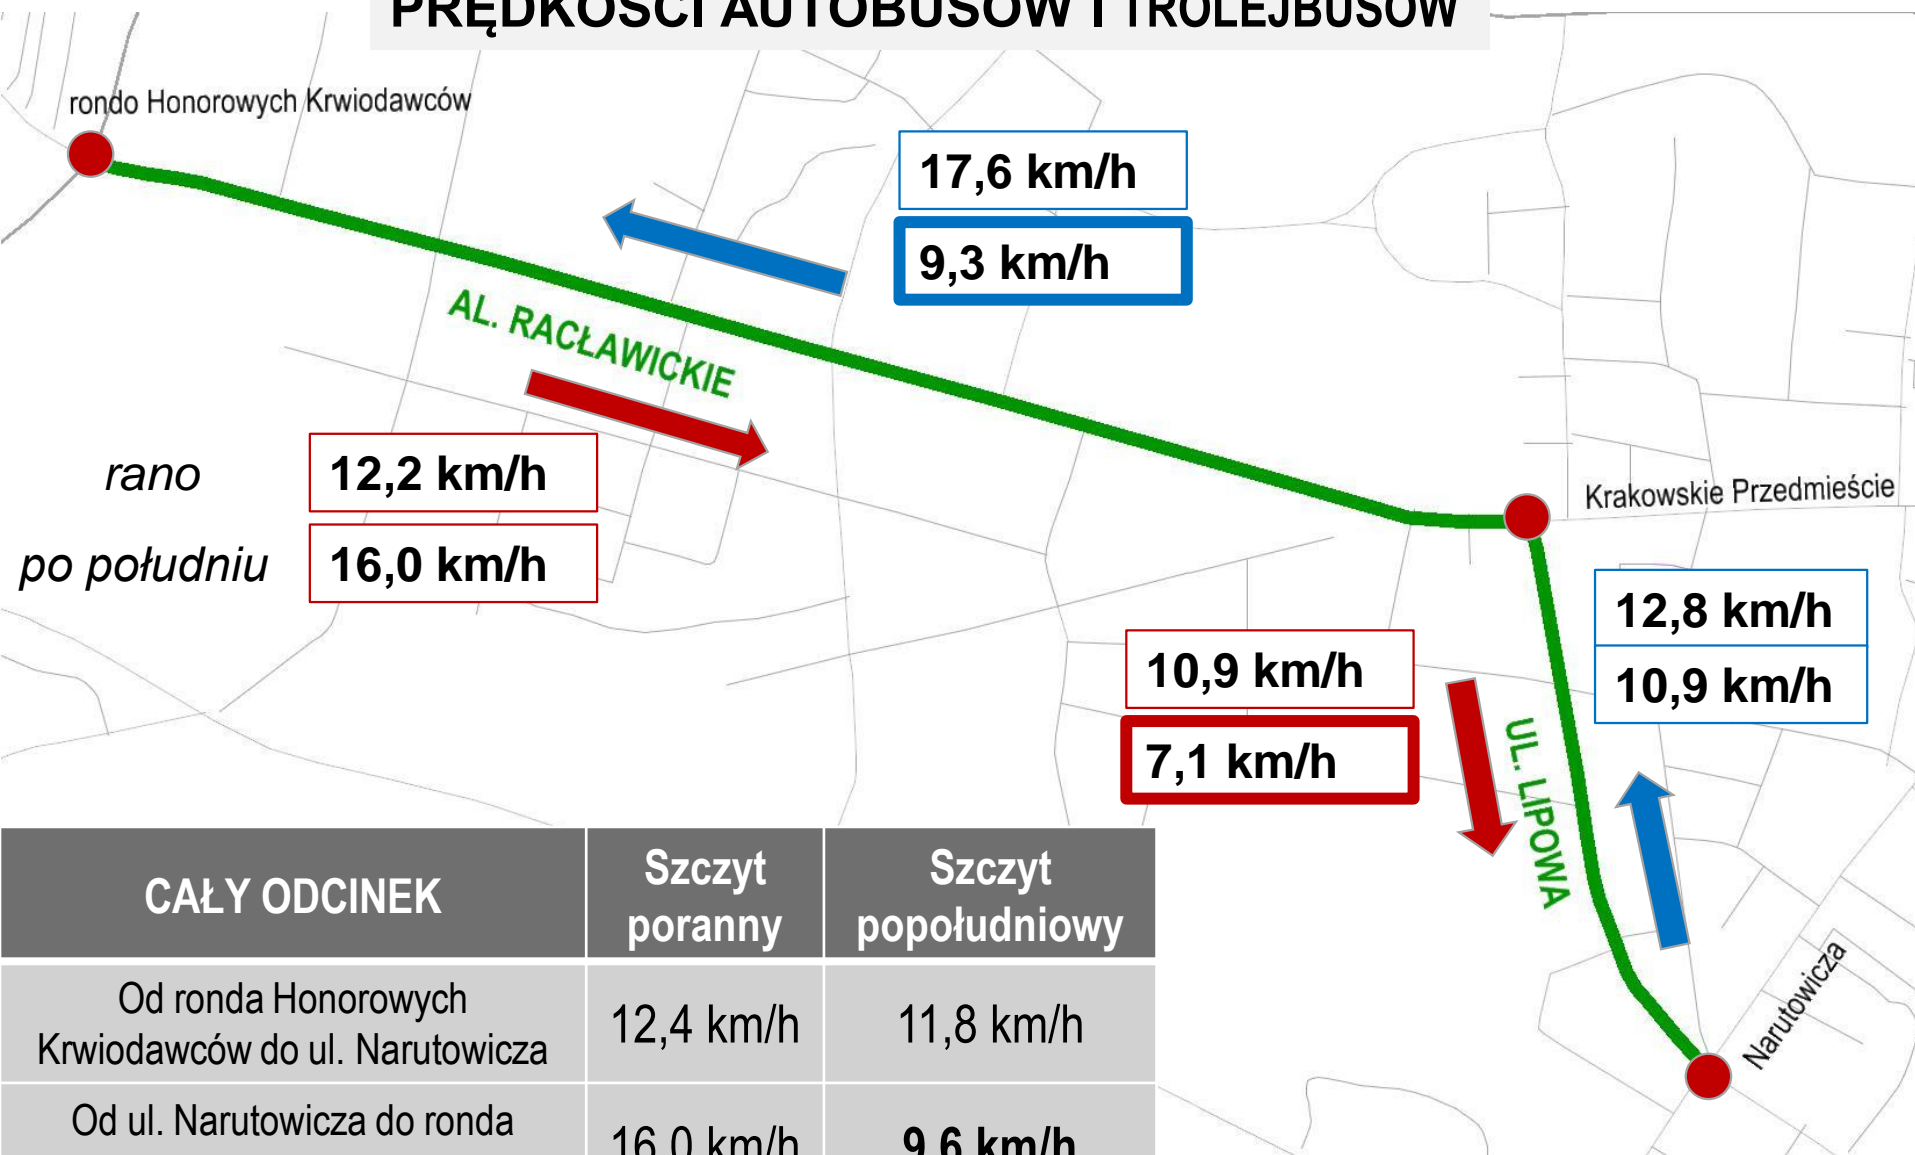 PRĘDKOŚCI AUTOBUSÓW I TROLEJBUSÓW
rondo Honorowych Krwiodawców
17,6 km/h
9,3 km/h
AL. RACŁAWICKIE
rano
12,2 km/h
po południu
16,0 km/h
Krakowskie Przedmieście
12,8 km/h
10,9 km/h
10,9 km/h
7,1 km/h
UL. LIPOWA
Narutowicza
CAŁY ODCINEK
Szczyt
poranny
Szczyt
popołudniowy
Od ronda Honorowych
Krwiodawców do ul. Narutowicza
12,4 km/h
11,8 km/h
Od ul. Narutowicza do ronda
16,0 km/h
9,6 km/h